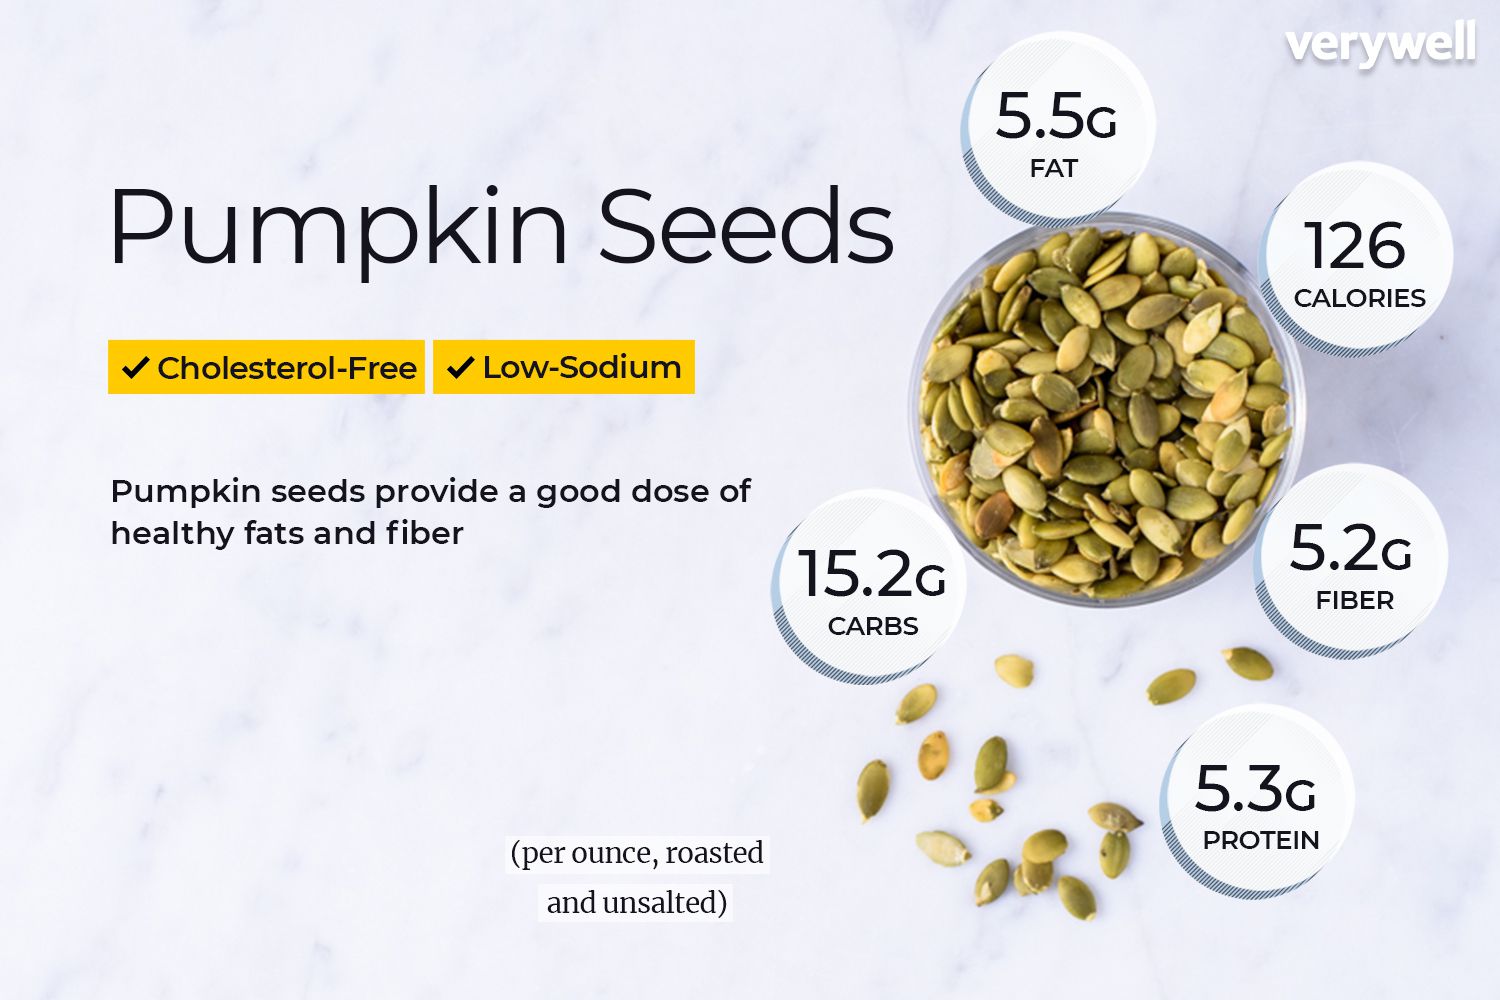 verywell
Pumpkin Seeds
✓ Cholesterol-Free ✓ Low-Sodium
Pumpkin seeds provide a good dose of
healthy fats and fiber
5.5G
FAT
126
CALORIES
15.2G
CARBS
5.2G
FIBER
5.3G
PROTEIN
(per ounce, roasted
and unsalted)